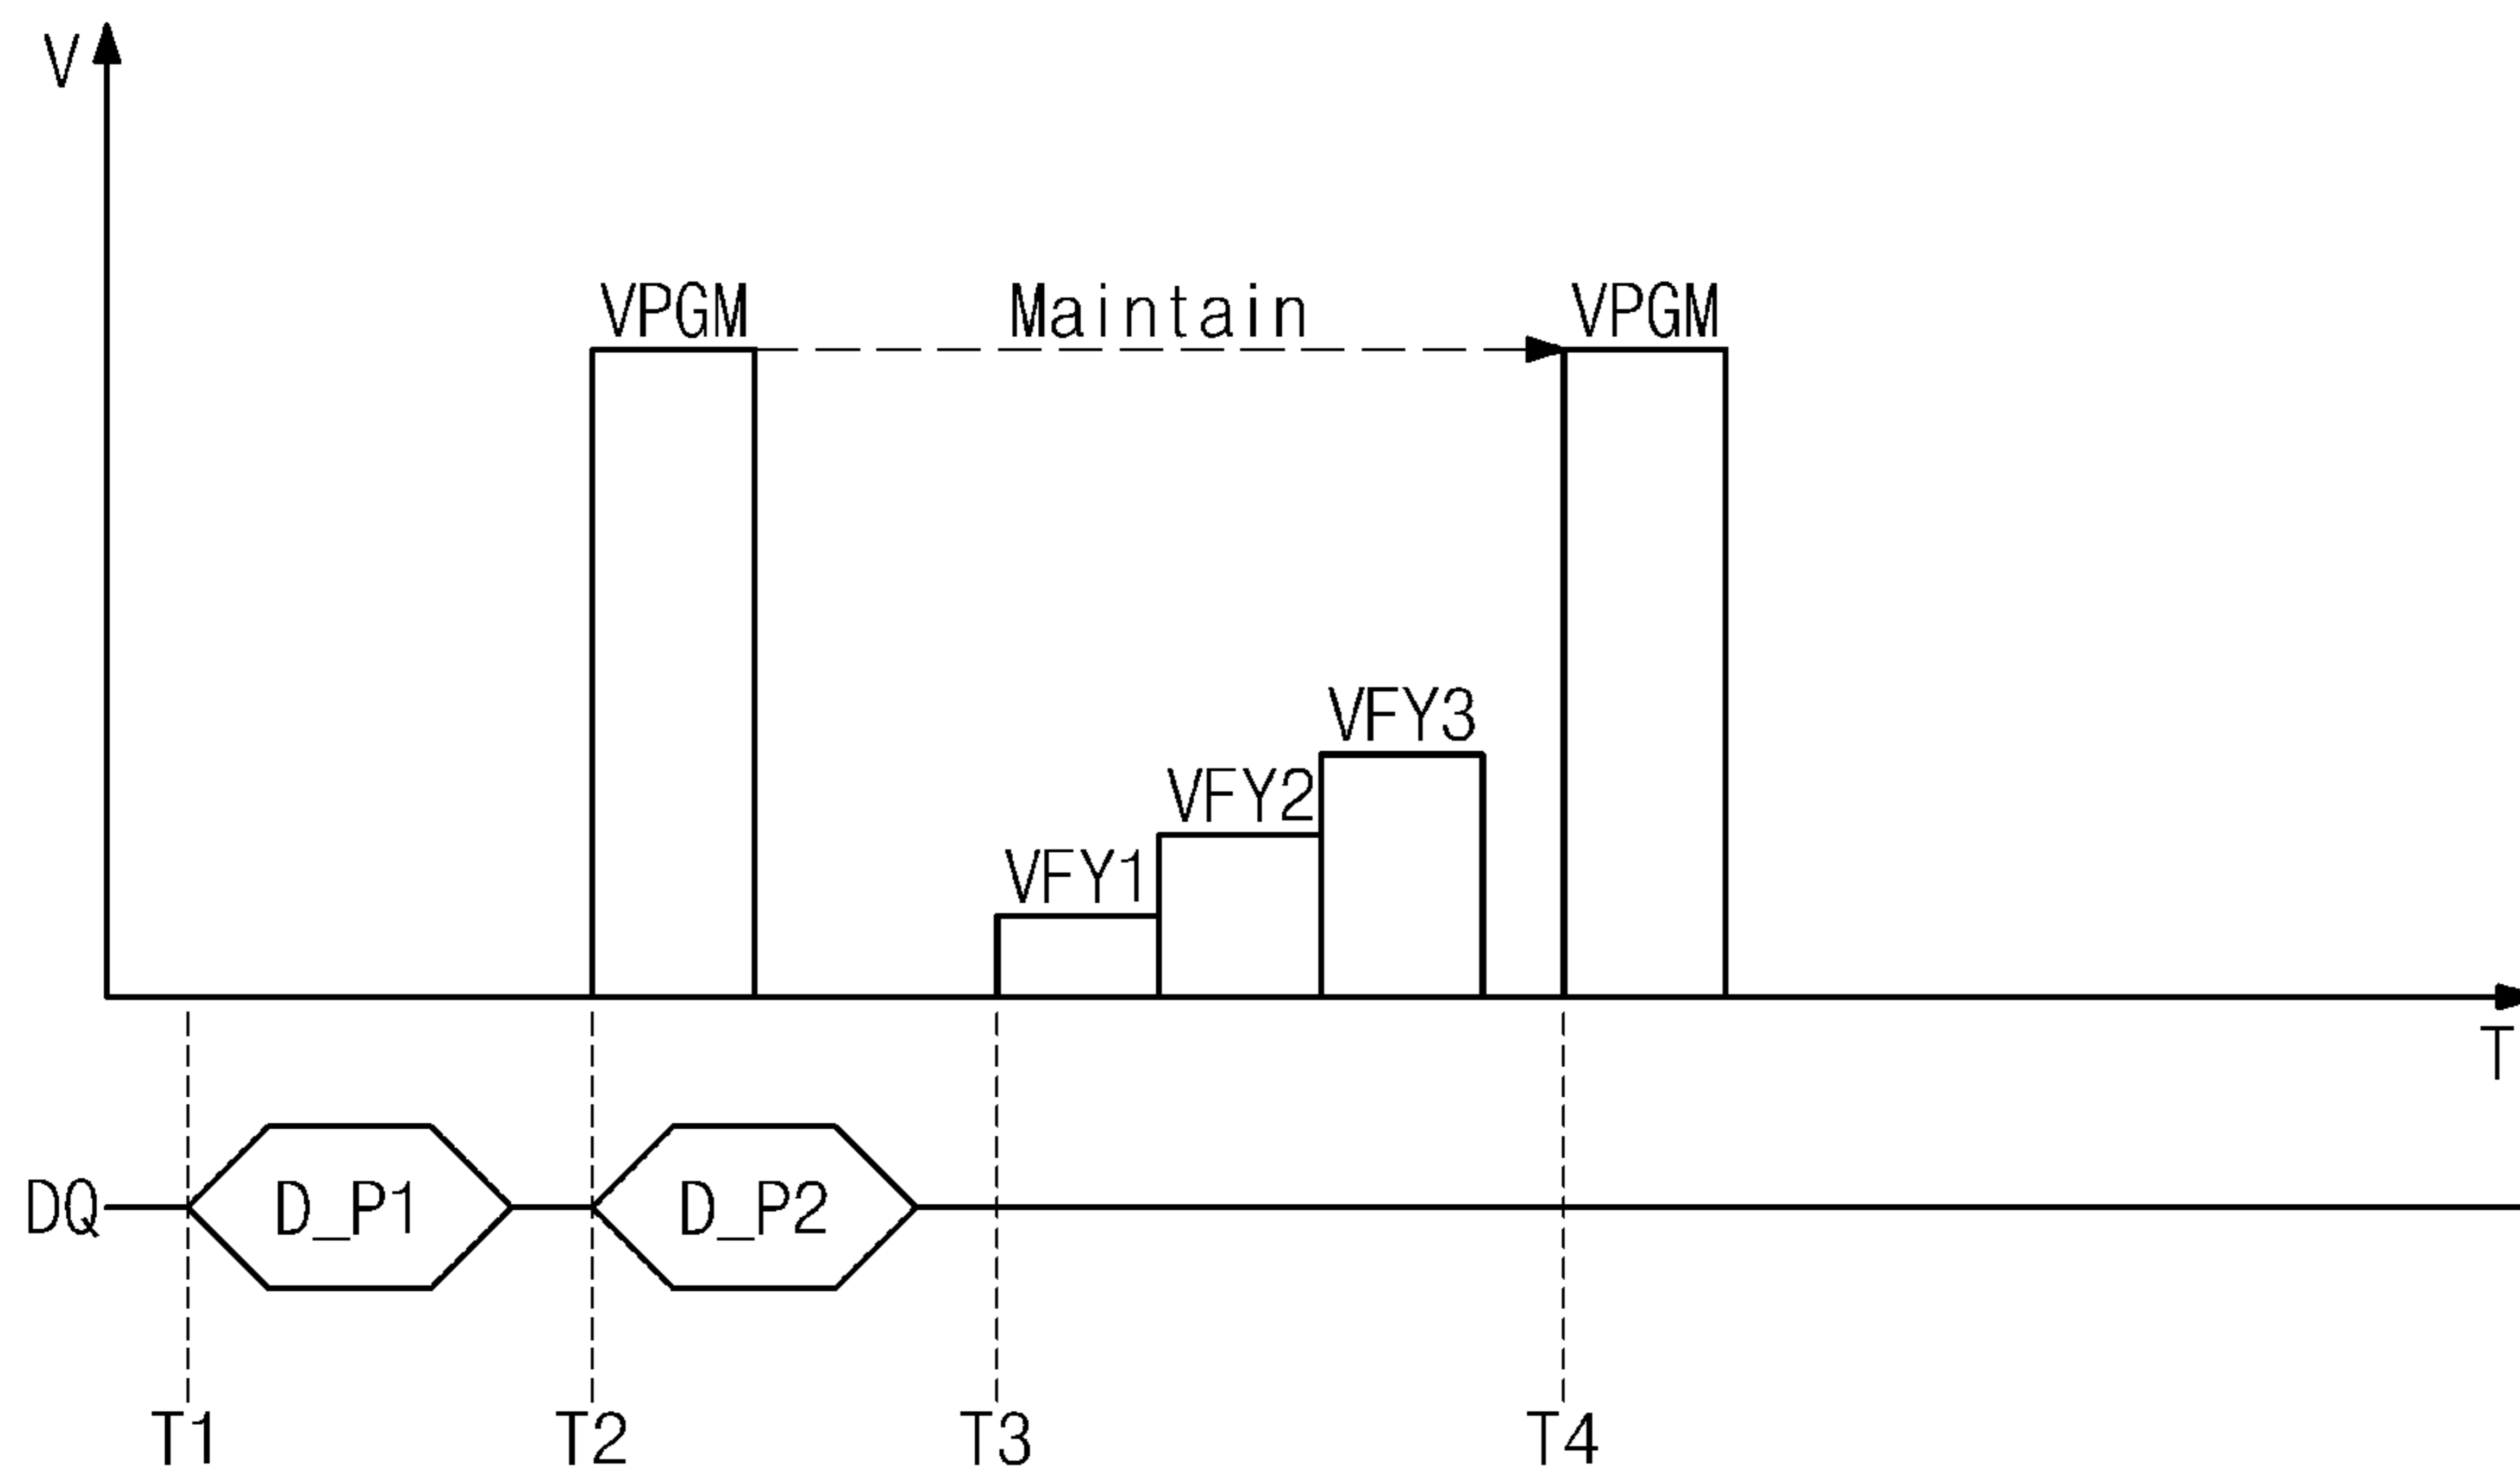 V
VPGM Maintain VPGM
VFY3
VFY2
VFY1
T
DQ D_P1 D_P2
T1 T2 T3 T4